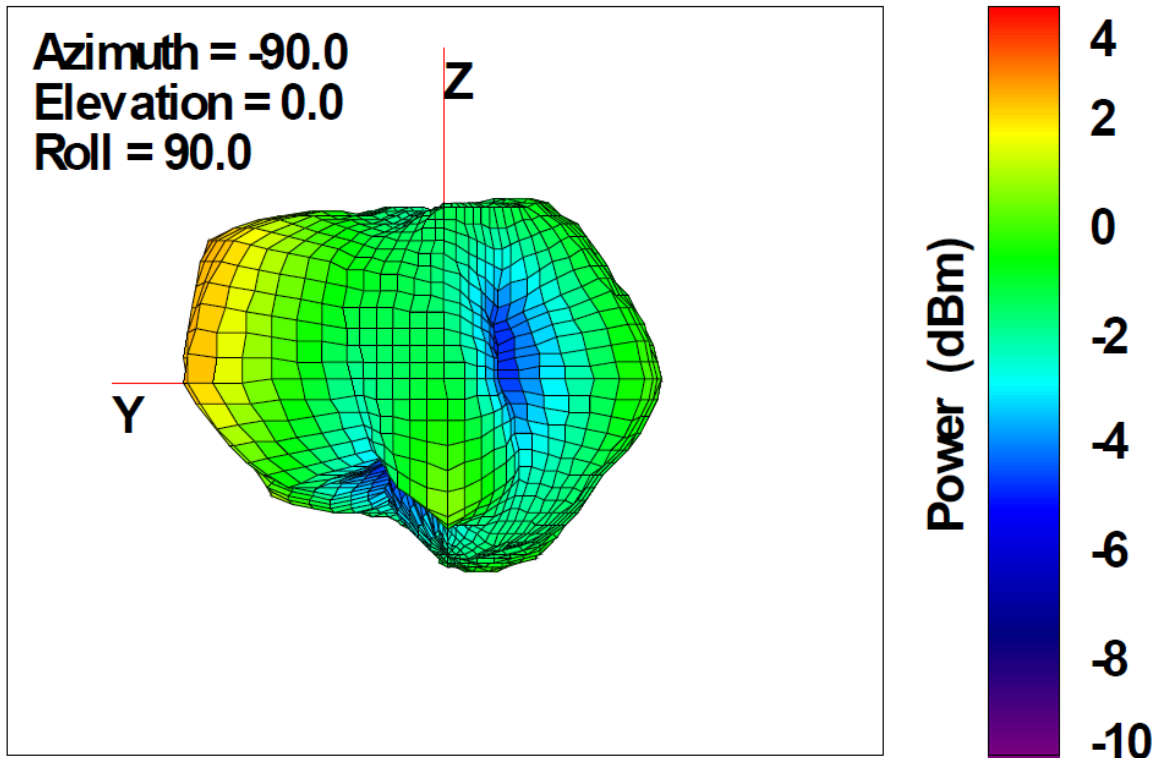 Azimuth = -90.0
Elevation = 0.0
Roll = 90.0
Z
Y
Power (dBm)
4
2
0
-2
-4
-6
-8
-10